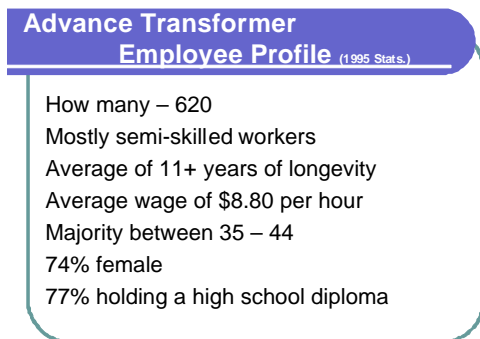 Advance Transformer
Employee Profile (1995 Stats.)
How many – 620
Mostly semi-skilled workers
Average of 11+ years of longevity
Average wage of $8.80 per hour
Majority between 35 – 44
74% female
77% holding a high school diploma